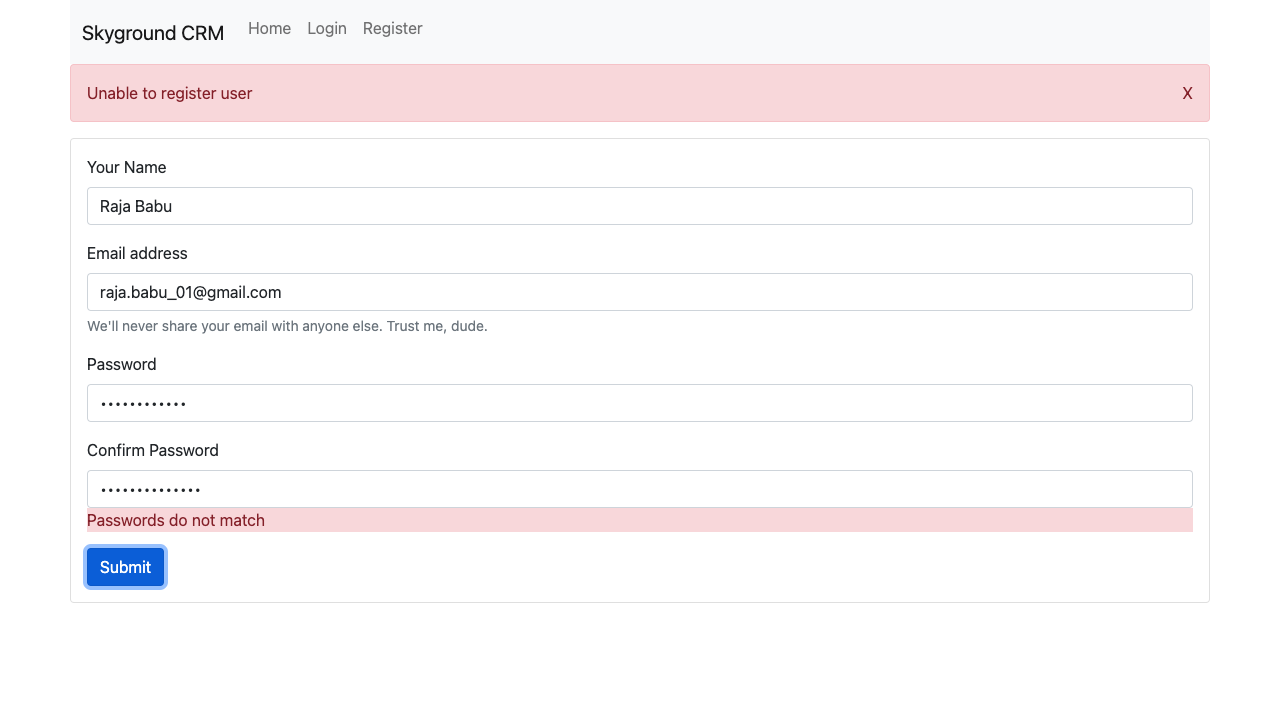 Skyground CRM Home Login Register
Unable to register user X
Your Name
Raja Babu
Email address
raja.babu_01@gmail.com
We'll never share your email with anyone else. Trust me, dude.
Password
••••••••••••
Confirm Password
••••••••••••••
Passwords do not match
Submit